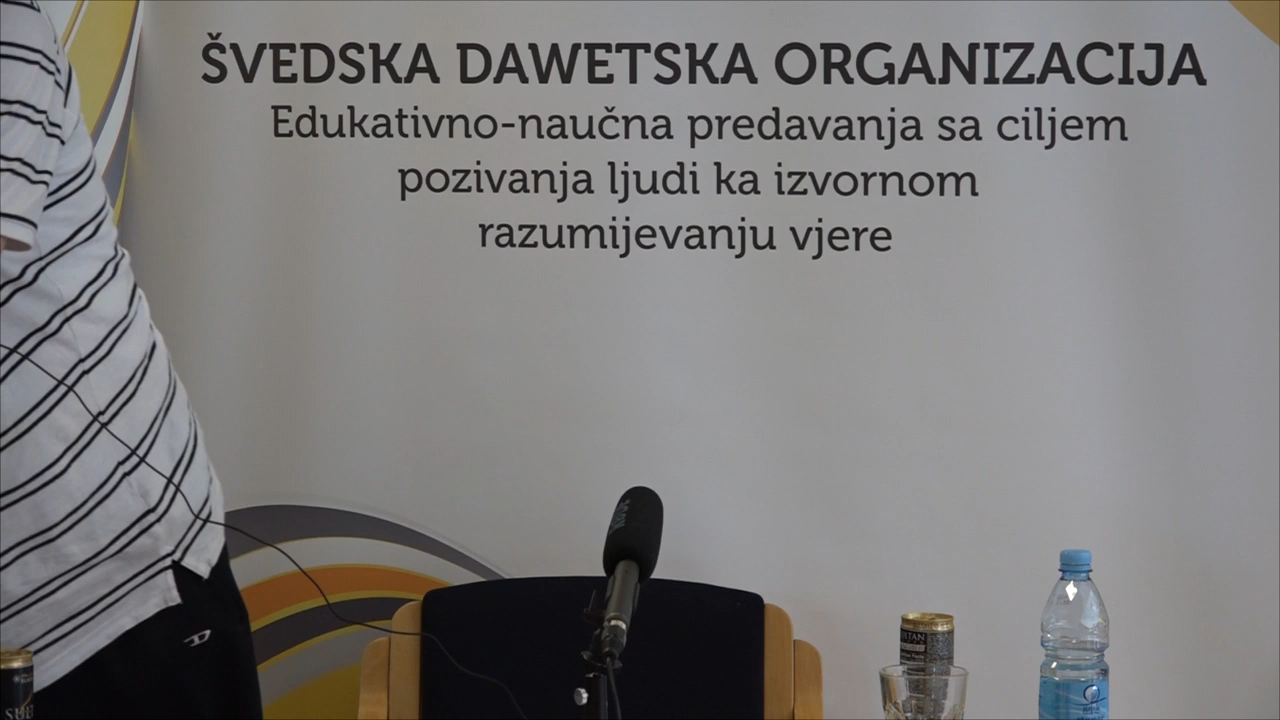 ŠVEDSKA DAWETSKA ORGANIZACIJA
Edukativno-naučna predavanja sa ciljem
pozivanja ljudi ka izvornom
razumijevanju vjere